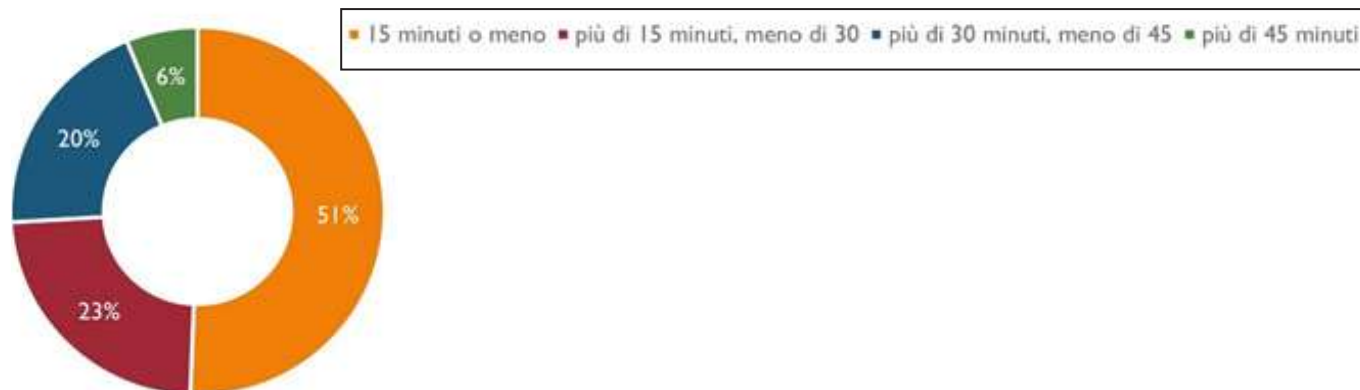 15 minuti o meno più di 15 minuti, meno di 30 più di 30 minuti, meno di 45 più di 45 minuti
6%
20%
51%
23%